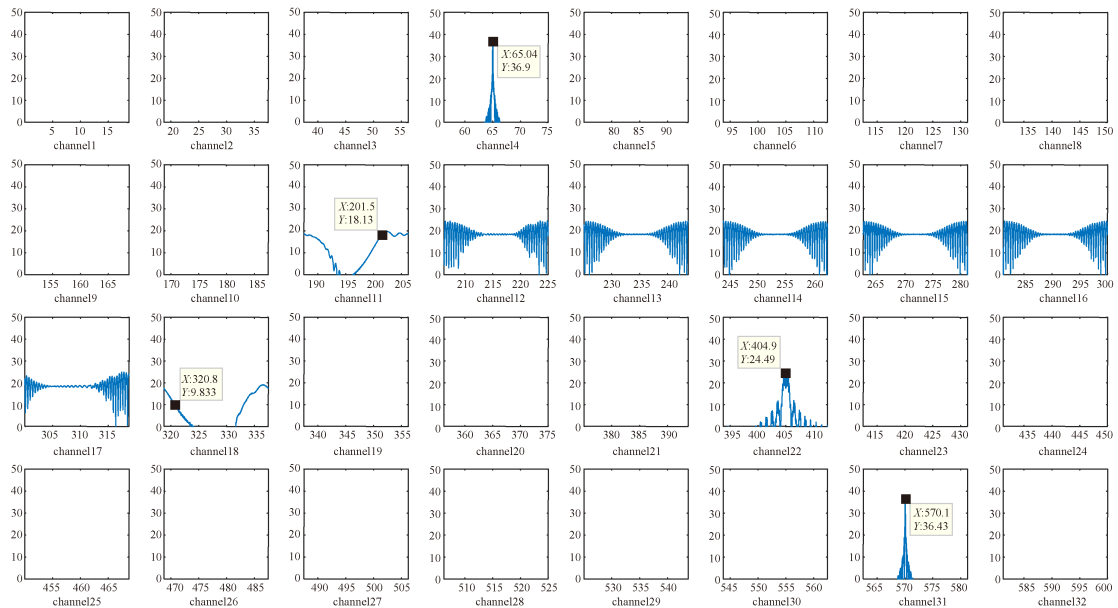 50 50 50 50 50 50 50 50
40 40 40 40 40 40 40 40
X:65.04
Y:36.9
30 30 30 30 30 30 30 30
20 20 20 20 20 20 20 20
10 10 10 10 10 10 10 10
0 0 0 0 0 0 0 0
5 10 15 20 25 30 35 40 45 50 55 60 65 70 75 80 85 90 95 100 105 110 115 120 125 130 135 140 145 150
channel1 channel2 channel3 channel4 channel5 channel6 channel7 channel8
50 50 50 50 50 50 50 50
40 40 40 40 40 40 40 40
X:201.5
Y:18.13
30 30 30 30 30 30 30 30
20 20 20 20 20 20 20 20
10 10 10 10 10 10 10 10
0 0 0 0 0 0 0 0
155 160 165 170 175 180 185 190 195 200 205 210 215 220 225 230 235 240 245 250 255 260 265 270 275 280 285 290 295 300
channel9 channel10 channel11 channel12 channel13 channel14 channel15 channel16
50 50 50 50 50 50 50 50
40 40 40 40 40 40 40 40
X:404.9
Y:24.49
30 30 30 30 30 30 30 30
X:320.8
Y:9.833
20 20 20 20 20 20 20 20
10 10 10 10 10 10 10 10
0 0 0 0 0 0 0 0
305 310 315 320 325 330 335 340 345 350 355 360 365 370 375 380 385 390 395 400 405 410 415 420 425 430 435 440 450
channel17 channel18 channel19 channel20 channel21 channel22 channel23 channel24
50 50 50 50 50 50 50 50
40 40 40 40 40 40 40 40
X:570.1
Y:36.43
30 30 30 30 30 30 30 30
20 20 20 20 20 20 20 20
10 10 10 10 10 10 10 10
0 0 0 0 0 0 0 0
455 460 465 470 475 480 485 490 495 500 505 510 515 520 525 530 535 540 545 550 555 560 565 570 575 580 585 590 595 600
channel25 channel26 channel27 channel28 channel29 channel30 channel31 channel32